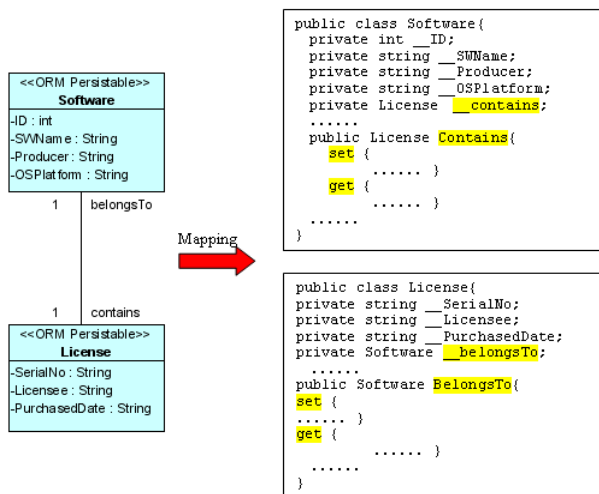 <<ORM Persistable>>
Software
-ID : int
-SWName : String
-Producer : String
-OSPlatform : String
1 belongsTo
1 contains
<<ORM Persistable>>
License
-SerialNo : String
-Licensee : String
-PurchasedDate : String
Mapping
public class Software{
private int __ID;
private string __SWName;
private string __Producer;
private string __OSPlatform;
private License __contains;
......
public License Contains{
set {
...... }
get {
...... }
......
}
public class License{
private string __SerialNo;
private string __Licensee;
private string __PurchasedDate;
private Software __belongsTo;
......
public Software BelongsTo{
set {
...... }
get {
...... }
......
}